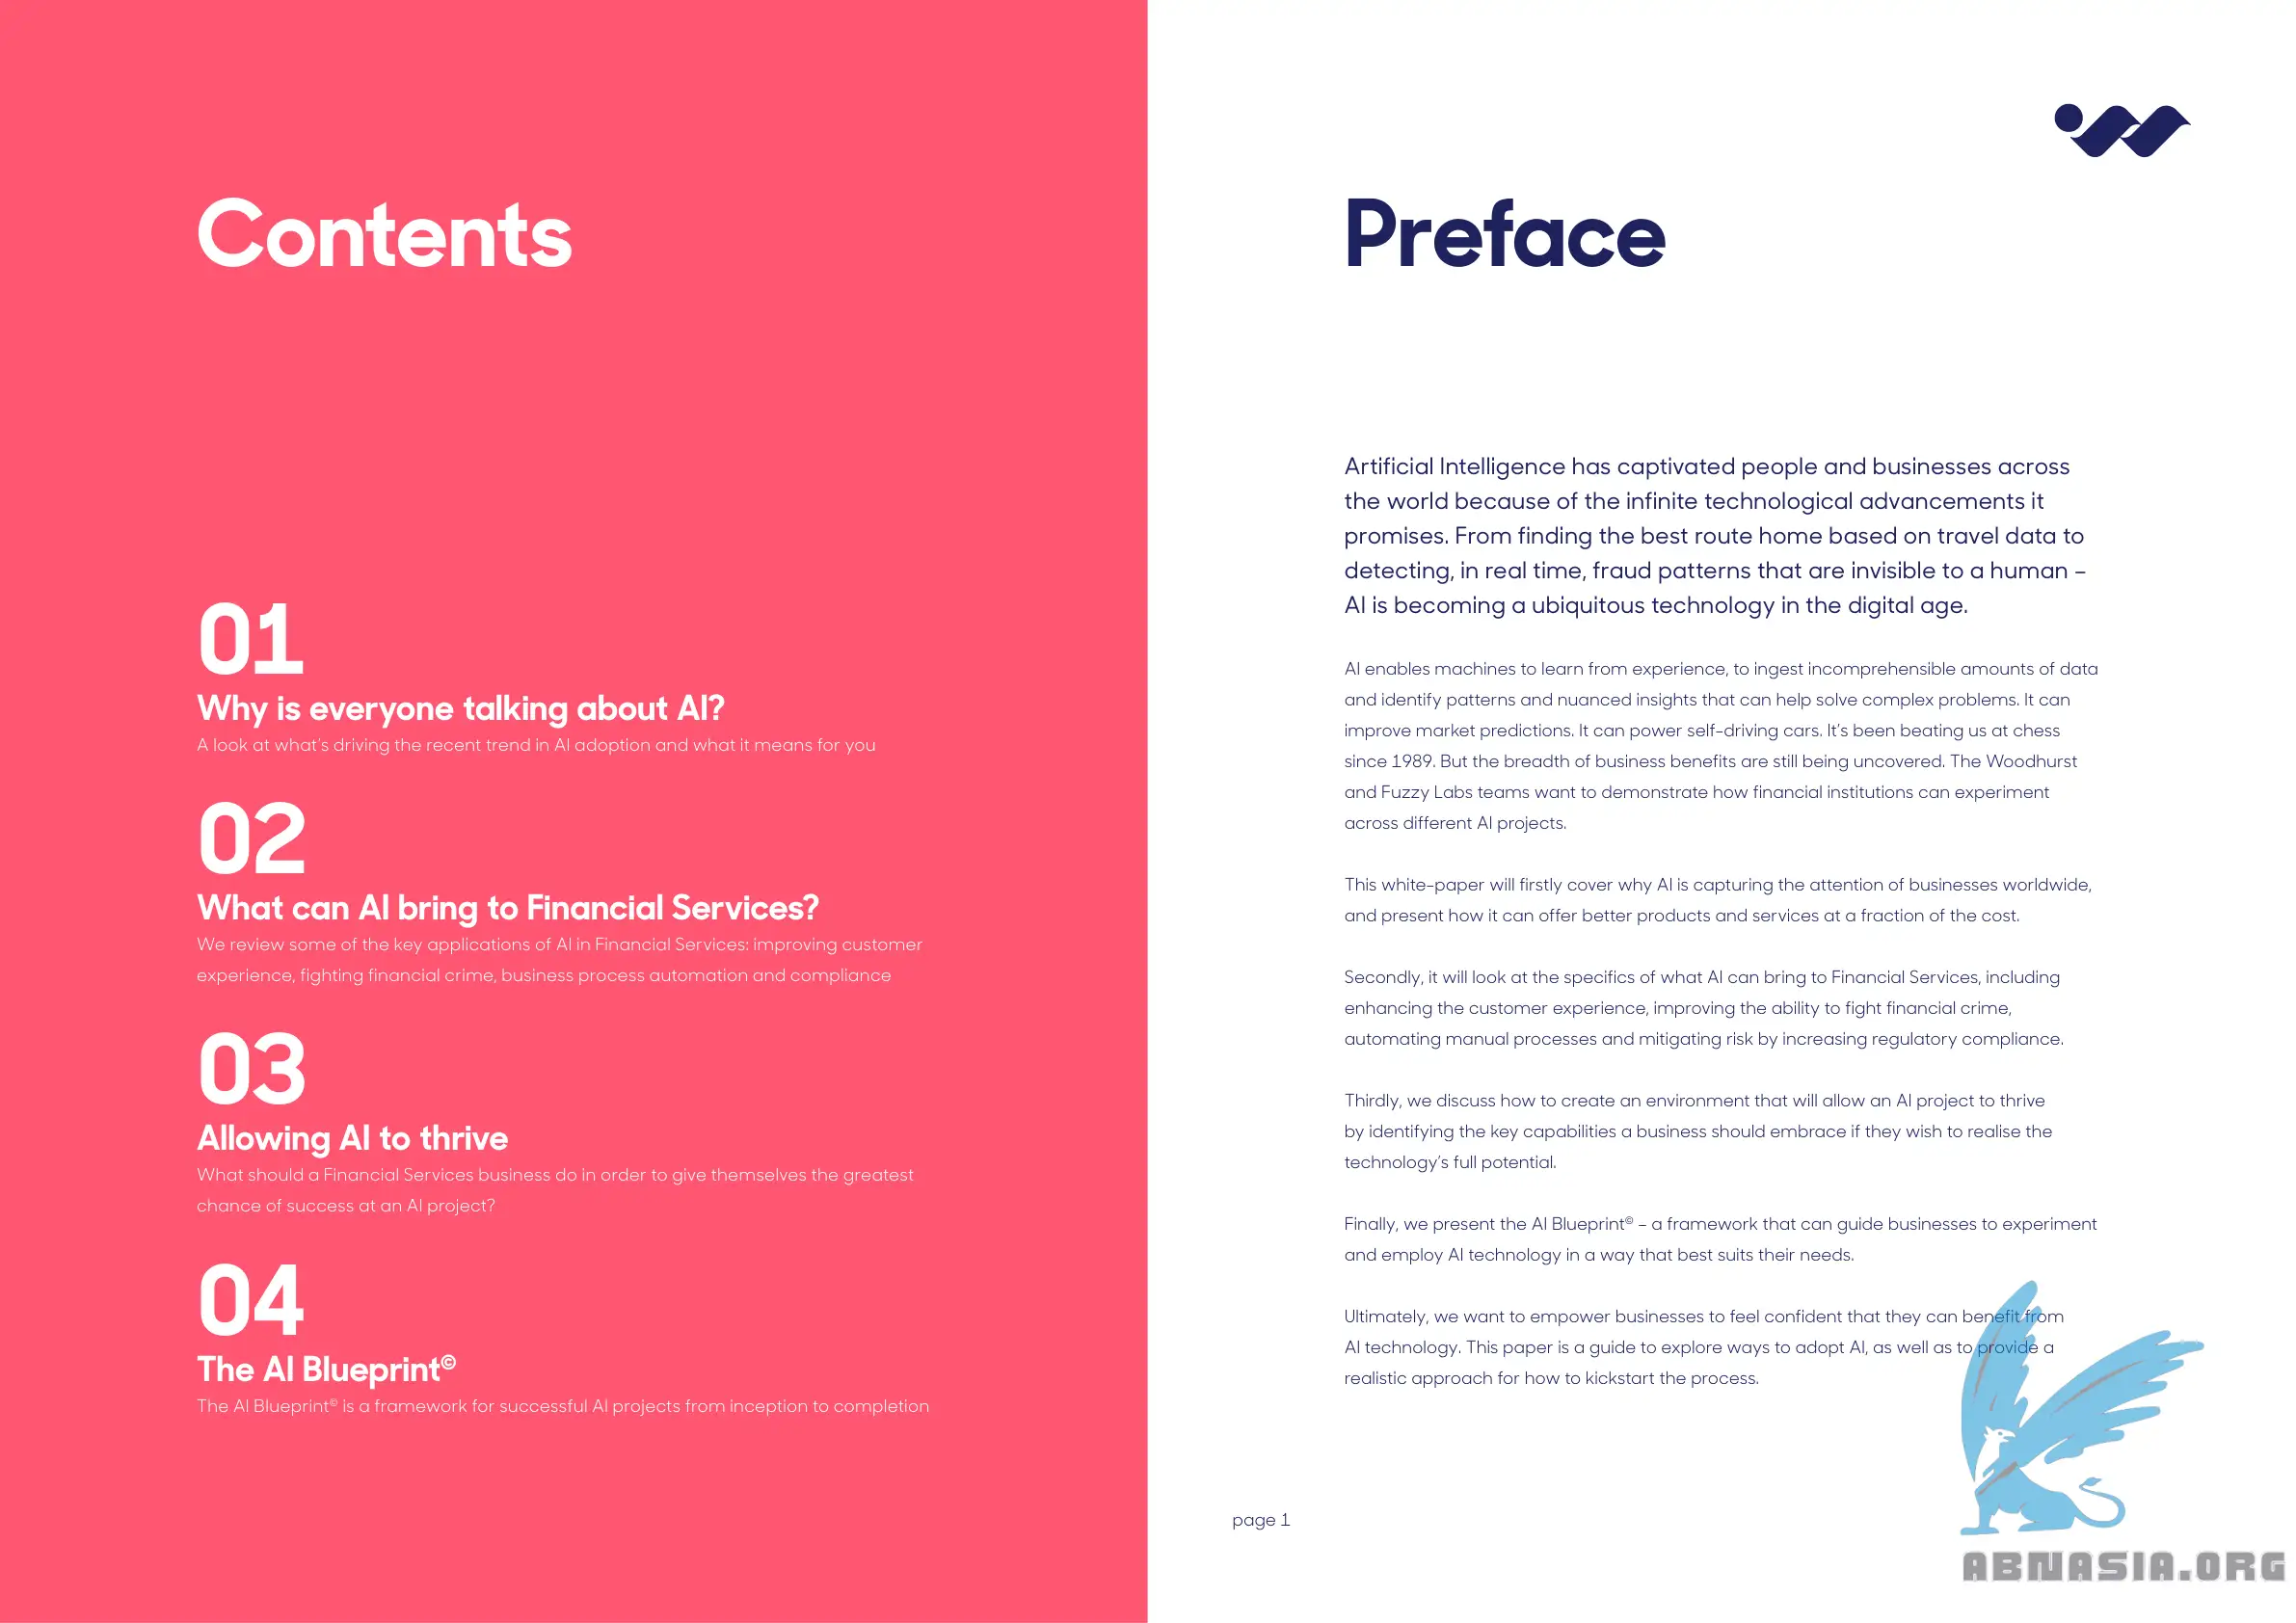 Contents
01
Why is everyone talking about AI?
A look at what's driving the recent trend in AI adoption and what it means for you
02
What can AI bring to Financial Services?
We review some of the key applications of AI in Financial Services: improving customer
experience, fighting financial crime, business process automation and compliance
03
Allowing AI to thrive
What should a Financial Services business do in order to give themselves the greatest
chance of success at an AI project?
04
The AI Blueprint©
The AI Blueprint© is a framework for successful AI projects from inception to completion
Preface
Artificial Intelligence has captivated people and businesses across
the world because of the infinite technological advancements it
promises. From finding the best route home based on travel data to
detecting, in real time, fraud patterns that are invisible to a human –
AI is becoming a ubiquitous technology in the digital age.
AI enables machines to learn from experience, to ingest incomprehensible amounts of data
and identify patterns and nuanced insights that can help solve complex problems. It can
improve market predictions. It can power self-driving cars. It's been beating us at chess
since 1989. But the breadth of business benefits are still being uncovered. The Woodhurst
and Fuzzy Labs teams want to demonstrate how financial institutions can experiment
across different AI projects.
This white-paper will firstly cover why AI is capturing the attention of businesses worldwide,
and present how it can offer better products and services at a fraction of the cost.
Secondly, it will look at the specifics of what AI can bring to Financial Services, including
enhancing the customer experience, improving the ability to fight financial crime,
automating manual processes and mitigating risk by increasing regulatory compliance.
Thirdly, we discuss how to create an environment that will allow an AI project to thrive
by identifying the key capabilities a business should embrace if they wish to realise the
technology's full potential.
Finally, we present the AI Blueprint© – a framework that can guide businesses to experiment
and employ AI technology in a way that best suits their needs.
Ultimately, we want to empower businesses to feel confident that they can benefit from
AI technology. This paper is a guide to explore ways to adopt AI, as well as to provide a
realistic approach for how to kickstart the process.
page 1
ABNASIA.ORG